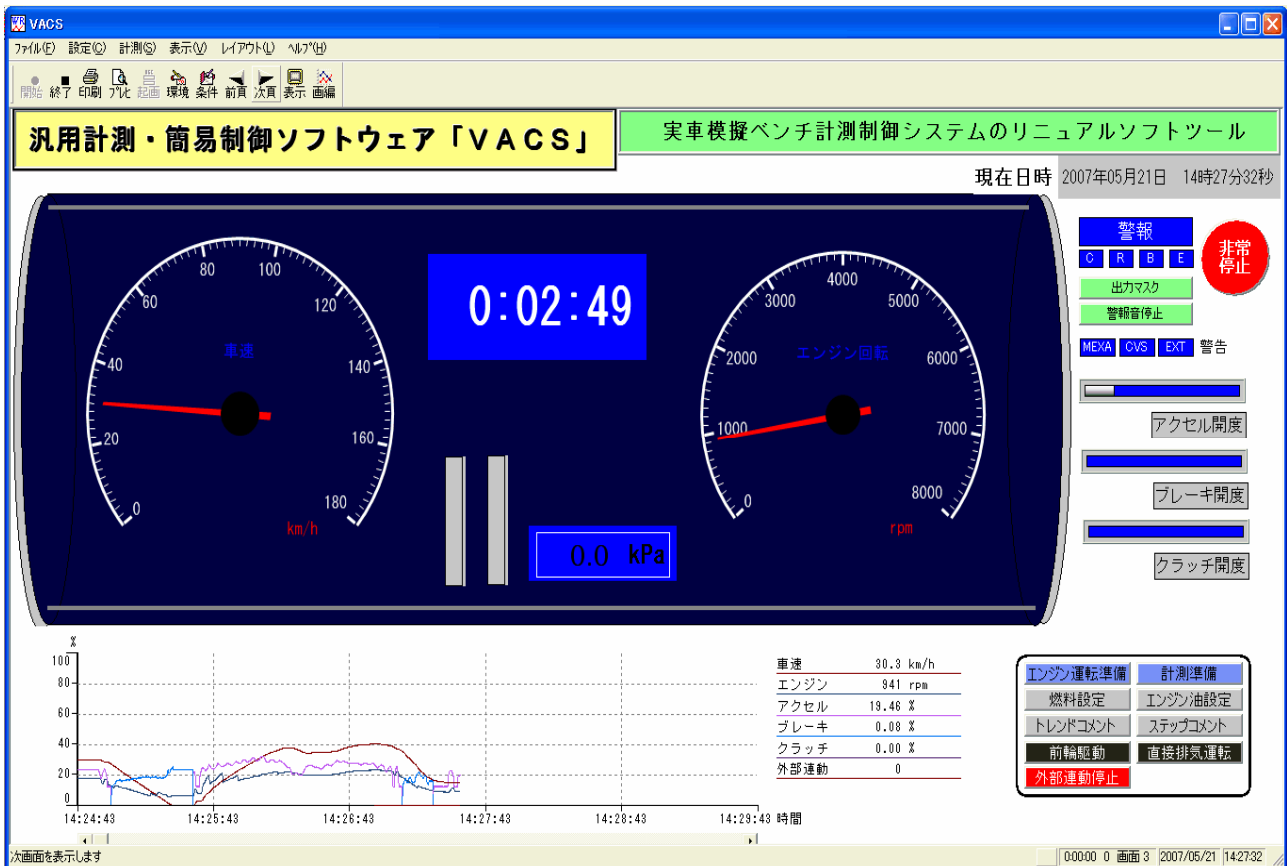 VACS
ファイル(F) 設定(C) 計測(S) 表示(V) レイアウト(L) ヘルプ(H)
開始 終了 印刷 プレビ 起画 環境 条件 前頁 次頁 表示 画編
汎用計測・簡易制御ソフトウェア「VACS」
実車模擬ベンチ計測制御システムのリニューアルソフトツール
現在日時 2007年05月21日 14時27分32秒
0 20 40 60 80 100 120 140 160 180
車速
km/h
0:02:49
0 1000 2000 3000 4000 5000 6000 7000 8000
エンジン回転
rpm
0.0 kPa
警報
非常停止
C R B E
出力マスク
警報音停止
MEXA CVS EXT 警告
アクセル開度
ブレーキ開度
クラッチ開度
%
100
80
60
40
20
0
14:24:43 14:25:43 14:26:43 14:27:43 14:28:43 14:29:43 時間
車速 30.3 km/h
エンジン 941 rpm
アクセル 19.46 %
ブレーキ 0.08 %
クラッチ 0.00 %
外部連動 0
エンジン運転準備 計測準備
燃料設定 エンジン油設定
トレンドコメント ステップコメント
前輪駆動 直接排気運転
外部連動停止
次画面を表示します
0:00:00 0 画面 3 2007/05/21 14:27:32